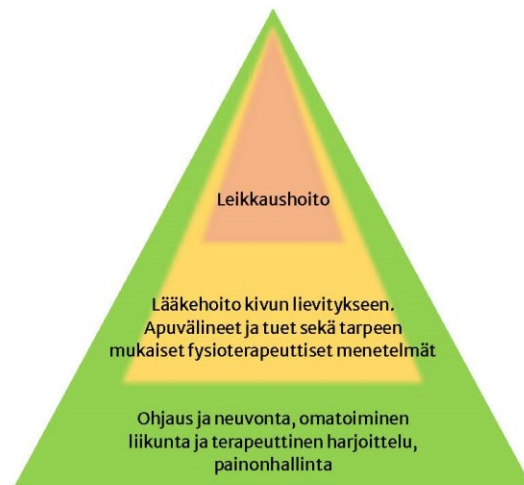 Leikkaushoito
Lääkehoito kivun lievitykseen.
Apuvälineet ja tuet sekä tarpeen
mukaiset fysioterapeuttiset menetelmät
Ohjaus ja neuvonta, omatoiminen
liikunta ja terapeuttinen harjoittelu,
painonhallinta